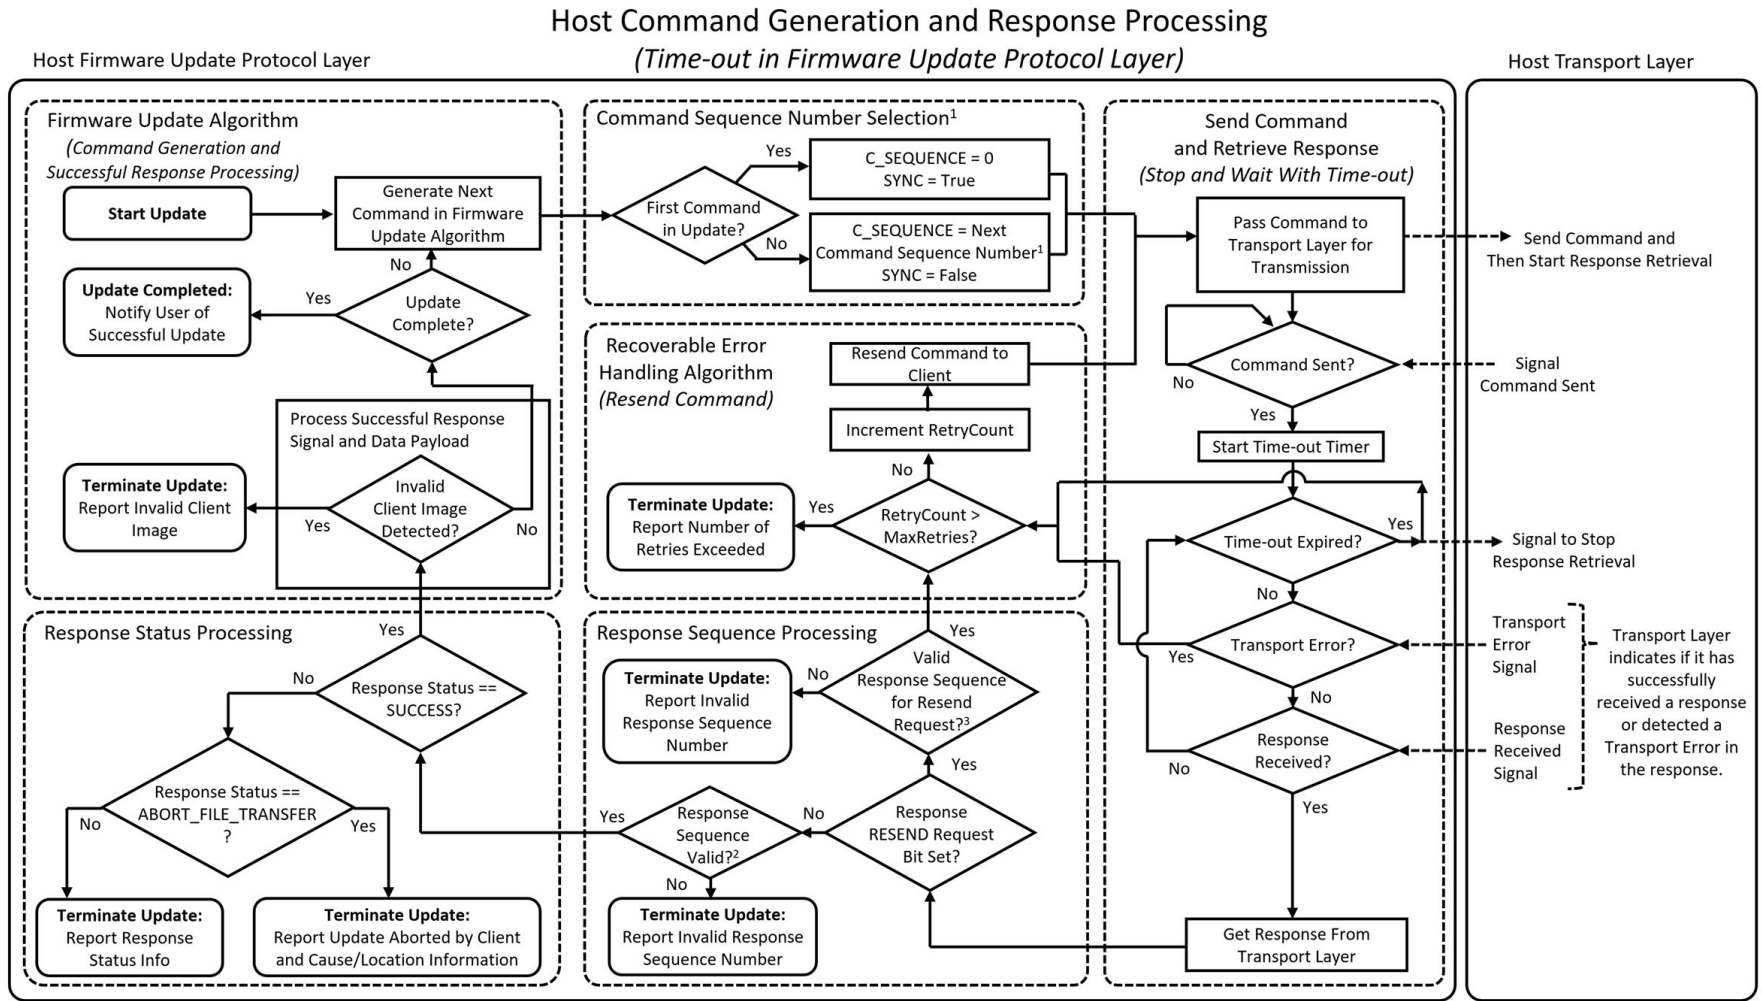 Host Command Generation and Response Processing
(Time-out in Firmware Update Protocol Layer)
Host Firmware Update Protocol Layer
Host Transport Layer
Firmware Update Algorithm
(Command Generation and
Successful Response Processing)
Start Update
Generate Next
Command in Firmware
Update Algorithm
No
Update Completed:
Notify User of
Successful Update
Yes
Update
Complete?
Process Successful Response
Signal and Data Payload
Terminate Update:
Report Invalid Client
Image
Yes
Invalid
Client Image
Detected?
No
Command Sequence Number Selection¹
First Command
in Update?
Yes
C_SEQUENCE = 0
SYNC = True
No
C_SEQUENCE = Next
Command Sequence Number¹
SYNC = False
Recoverable Error
Handling Algorithm
(Resend Command)
Resend Command to
Client
Increment RetryCount
No
Terminate Update:
Report Number of
Retries Exceeded
Yes
RetryCount >
MaxRetries?
Send Command
and Retrieve Response
(Stop and Wait With Time-out)
Pass Command to
Transport Layer for
Transmission
Send Command and
Then Start Response Retrieval
Command Sent?
No
Signal
Command Sent
Yes
Start Time-out Timer
Time-out Expired?
Yes
Signal to Stop
Response Retrieval
No
Transport Error?
Yes
Transport
Error
Signal
No
Response
Received?
No
Response
Received
Signal
Transport Layer
indicates if it has
successfully
received a response
or detected a
Transport Error in
the response.
Yes
Get Response From
Transport Layer
Response Status Processing
Yes
Response Status ==
SUCCESS?
No
Response Status ==
ABORT_FILE_TRANSFER
?
No
Yes
Terminate Update:
Report Response
Status Info
Terminate Update:
Report Update Aborted by Client
and Cause/Location Information
Response Sequence Processing
Yes
Terminate Update:
Report Invalid
Response Sequence
Number
No
Valid
Response Sequence
for Resend
Request?³
Yes
Yes
Response
Sequence
Valid?²
No
Response
RESEND Request
Bit Set?
No
Terminate Update:
Report Invalid Response
Sequence Number